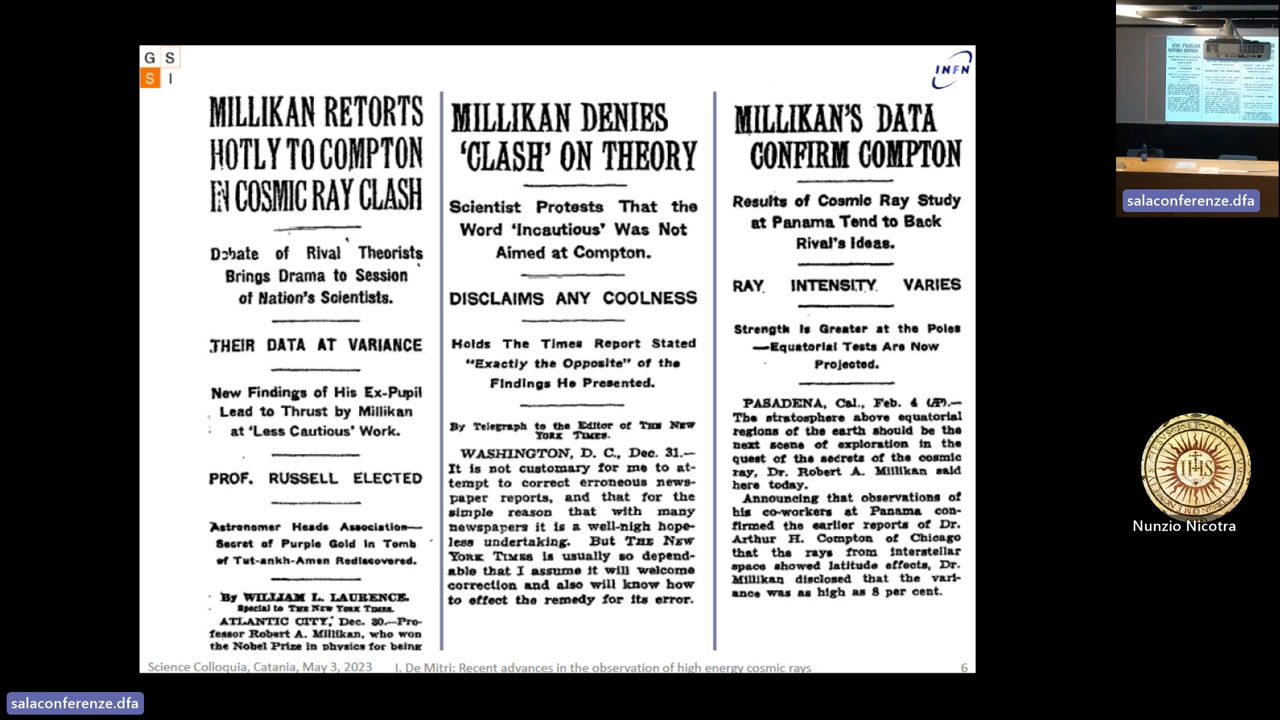 G S
S I
INFN
MILLIKAN RETORTS
HOTLY TO COMPTON
IN COSMIC RAY CLASH
Debate of Rival Theorists
Brings Drama to Session
of Nation's Scientists.
THEIR DATA AT VARIANCE
New Findings of His Ex-Pupil
Lead to Thrust by Millikan
at 'Less Cautious' Work.
PROF. RUSSELL ELECTED
Astronomer Heads Association—
Secret of Purple Gold in Tomb
of Tut-ankh-Amen Rediscovered.
By WILLIAM L. LAURENCE.
Special to THE NEW YORK TIMES.
ATLANTIC CITY, Dec. 30.—Pro-
fessor Robert A. Millikan, who won
the Nobel Prize in physics for being
MILLIKAN DENIES
'CLASH' ON THEORY
Scientist Protests That the
Word 'Incautious' Was Not
Aimed at Compton.
DISCLAIMS ANY COOLNESS
Holds The Times Report Stated
"Exactly the Opposite" of the
Findings He Presented.
By Telegraph to the Editor of THE NEW
YORK TIMES.
WASHINGTON, D. C., Dec. 31.—
It is not customary for me to at-
tempt to correct erroneous news-
paper reports, and that for the
simple reason that with many
newspapers it is a well-nigh hope-
less undertaking. But THE NEW
YORK TIMES is usually so depend-
able that I assume it will welcome
correction and also will know how
to effect the remedy for its error.
MILLIKAN'S DATA
CONFIRM COMPTON
Results of Cosmic Ray Study
at Panama Tend to Back
Rival's Ideas.
RAY INTENSITY VARIES
Strength Is Greater at the Poles
—Equatorial Tests Are Now
Projected.
PASADENA, Cal., Feb. 4 (AP).—
The stratosphere above equatorial
regions of the earth should be the
next scene of exploration in the
quest of the secrets of the cosmic
ray, Dr. Robert A. Millikan said
here today.
Announcing that observations of
his co-workers at Panama con-
firmed the earlier reports of Dr.
Arthur H. Compton of Chicago
that the rays from interstellar
space showed latitude effects, Dr.
Millikan disclosed that the vari-
ance was as high as 8 per cent.
Science Colloquia, Catania, May 3, 2023 I. De Mitri: Recent advances in the observation of high energy cosmic rays 6
salaconferenze.dfa
IHS
Nunzio Nicotra
salaconferenze.dfa